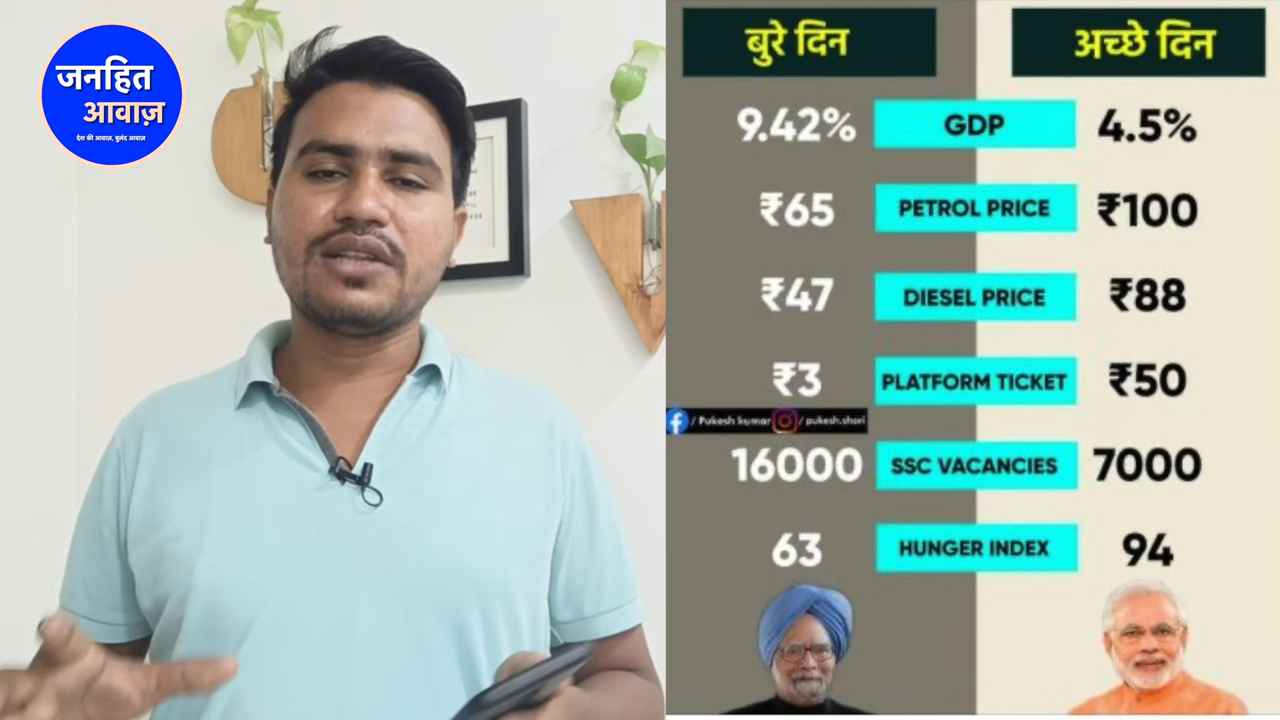 जनहित
आवाज़
देश की आवाज़, बुलंद आवाज़
बुरे दिन
अच्छे दिन
9.42% GDP 4.5%
₹65 PETROL PRICE ₹100
₹47 DIESEL PRICE ₹88
₹3 PLATFORM TICKET ₹50
/ Pukesh kumar / pukesh.shori
16000 SSC VACANCIES 7000
63 HUNGER INDEX 94